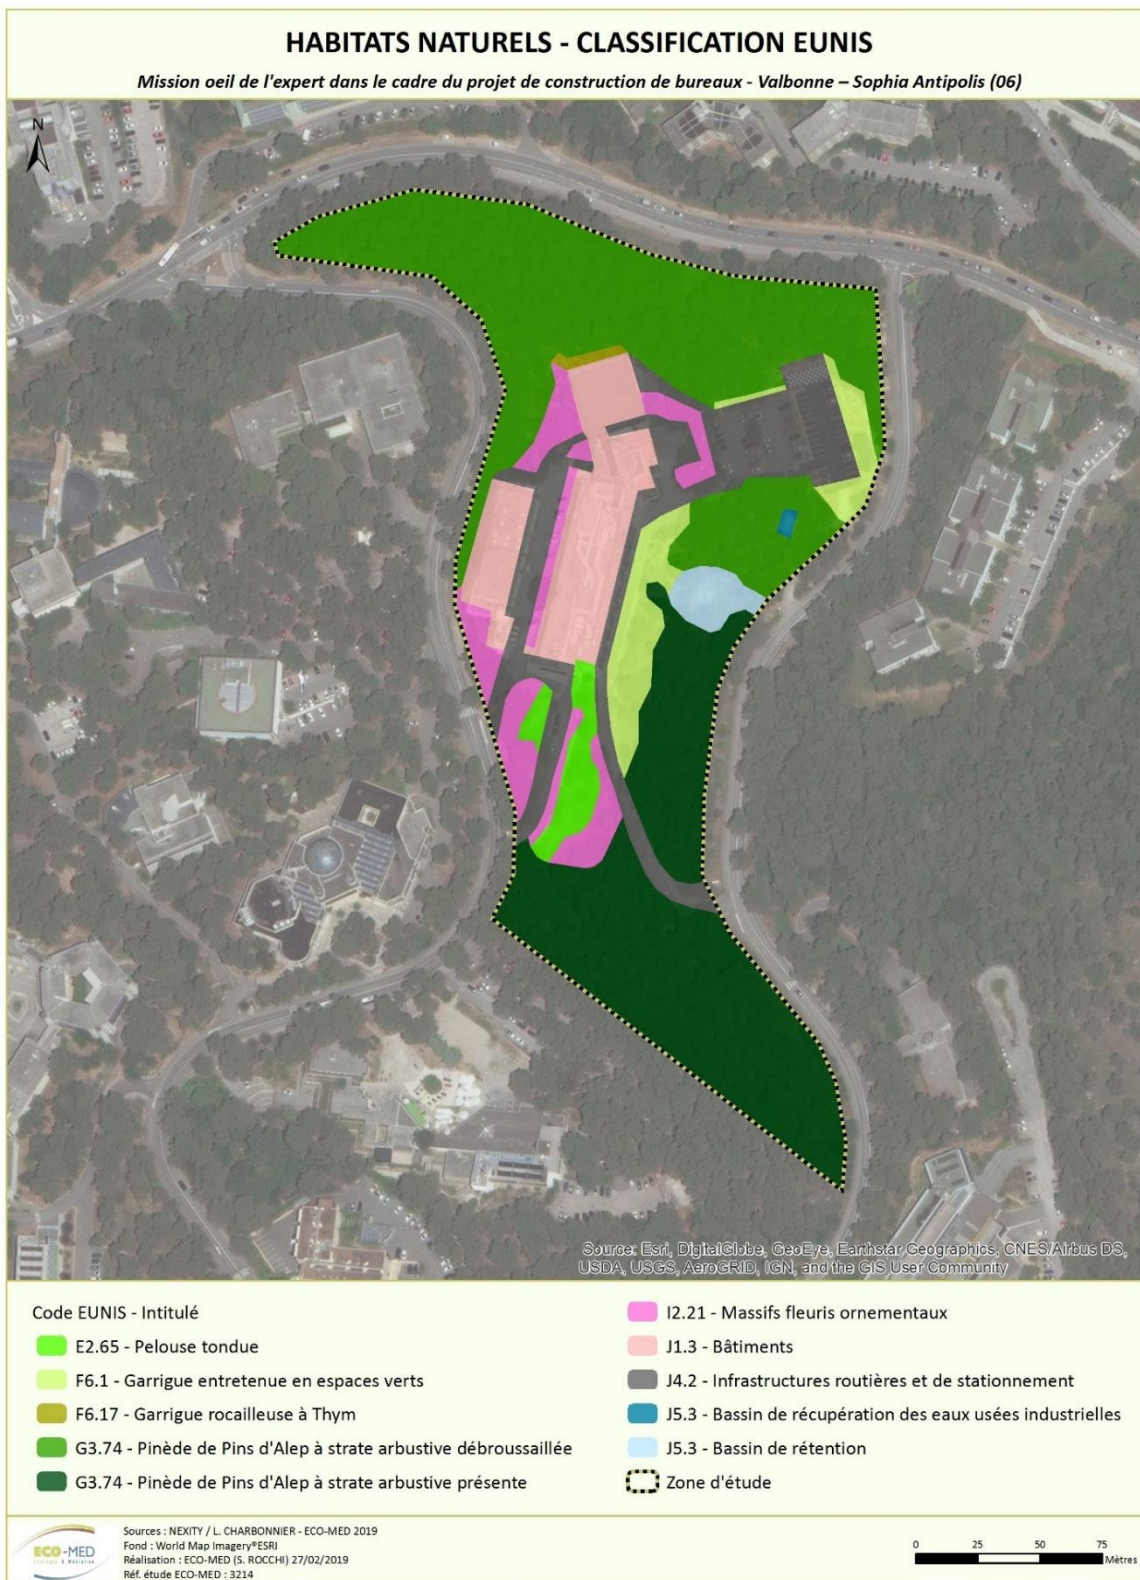 HABITATS NATURELS - CLASSIFICATION EUNIS
Mission oeil de l'expert dans le cadre du projet de construction de bureaux - Valbonne – Sophia Antipolis (06)
N
Source: Esri, DigitalGlobe, GeoEye, Earthstar Geographics, CNES/Airbus DS,
USDA, USGS, AeroGRID, IGN, and the GIS User Community
Code EUNIS - Intitulé
E2.65 - Pelouse tondue
F6.1 - Garrigue entretenue en espaces verts
F6.17 - Garrigue rocailleuse à Thym
G3.74 - Pinède de Pins d'Alep à strate arbustive débroussaillée
G3.74 - Pinède de Pins d'Alep à strate arbustive présente
I2.21 - Massifs fleuris ornementaux
J1.3 - Bâtiments
J4.2 - Infrastructures routières et de stationnement
J5.3 - Bassin de récupération des eaux usées industrielles
J5.3 - Bassin de rétention
Zone d'étude
ECO-MED
Ecologie & Médiation
Sources : NEXITY / L. CHARBONNIER - ECO-MED 2019
Fond : World Map Imagery®ESRI
Réalisation : ECO-MED (S. ROCCHI) 27/02/2019
Réf. étude ECO-MED : 3214
0 25 50 75
Mètres